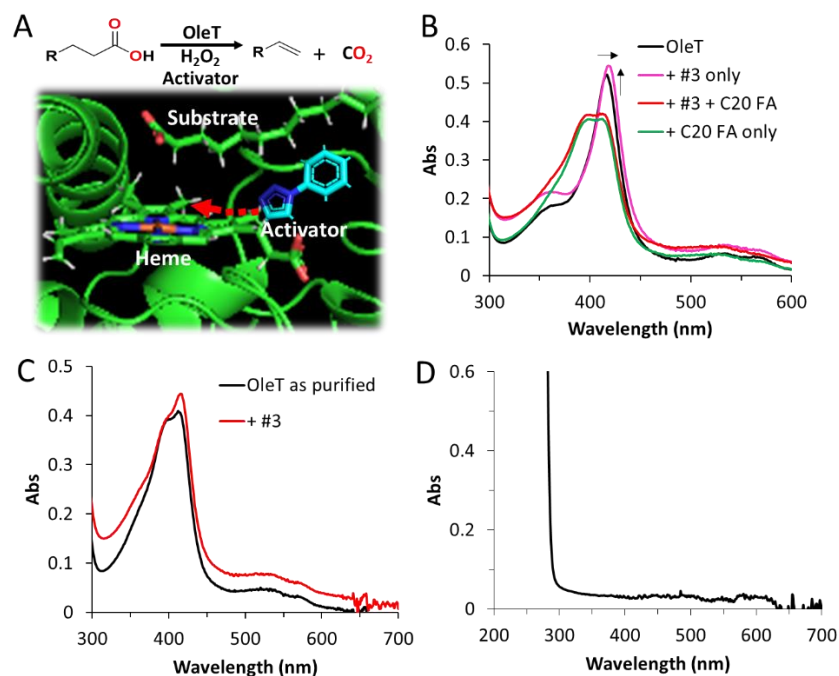 A
R
O
OH
OleT
H2O2
Activator
R
+ CO2
Substrate
Activator
Heme
B
Abs
0.6
0.5
0.4
0.3
0.2
0.1
0
300 400 500 600
Wavelength (nm)
OleT
+ #3 only
+ #3 + C20 FA
+ C20 FA only
C
Abs
0.5
0.4
0.3
0.2
0.1
0
300 400 500 600 700
Wavelength (nm)
OleT as purified
+ #3
D
Abs
0.6
0.4
0.2
0
200 300 400 500 600 700
Wavelength (nm)